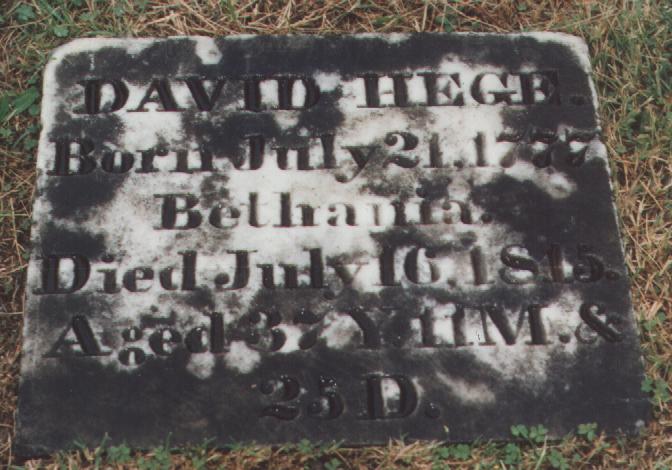 DAVID HEGE.
Born July 21, 1777
Bethania.
Died July 16, 1815.
Aged 37 Y 11 M. &
25 D.